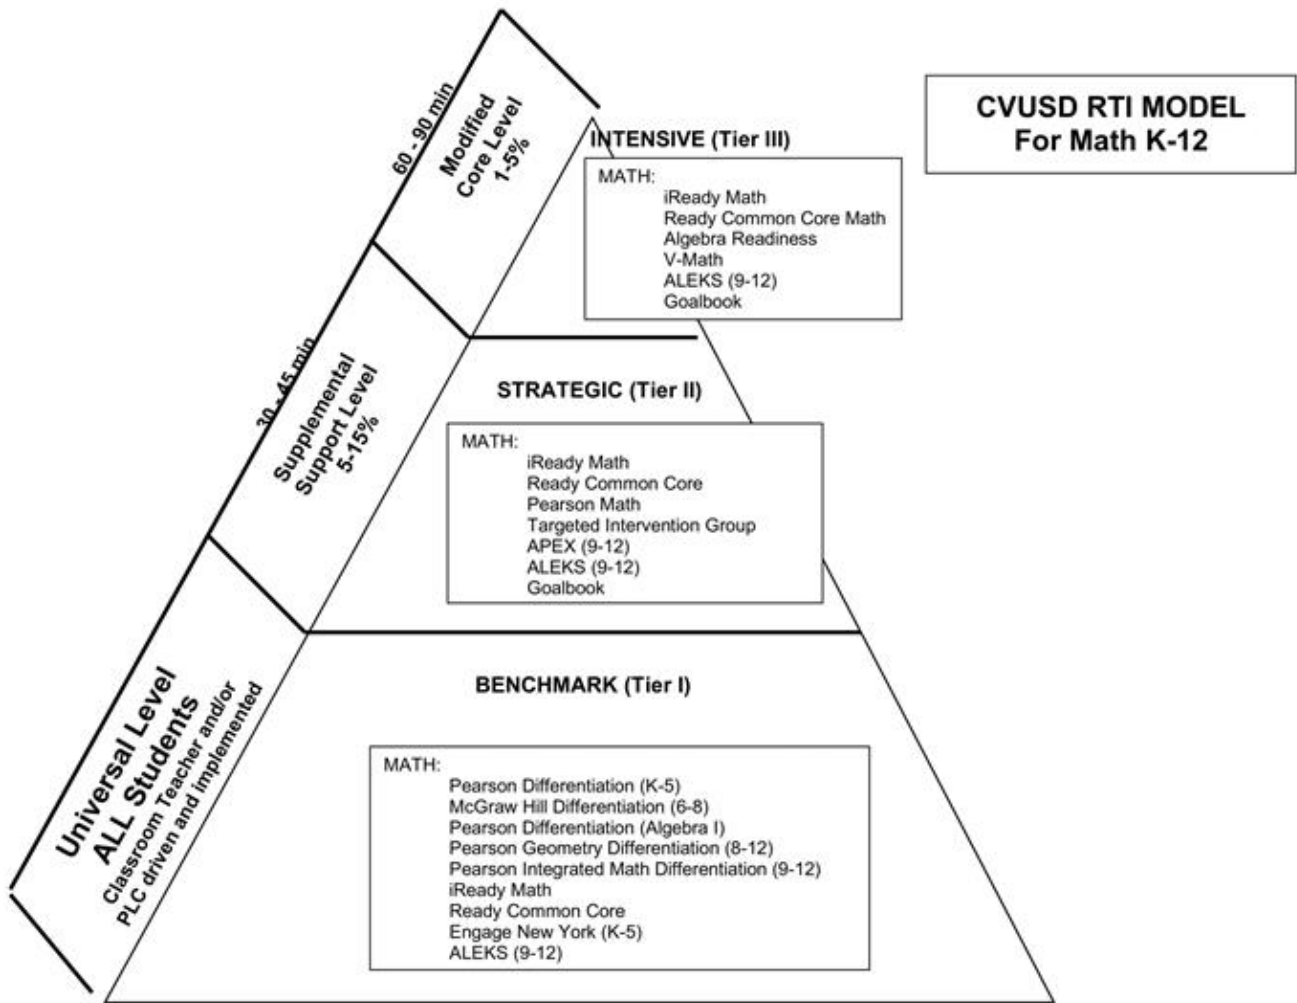 CVUSD RTI MODEL
For Math K-12
60 - 90 min
Modified
Core Level
1-5%
INTENSIVE (Tier III)
MATH:
iReady Math
Ready Common Core Math
Algebra Readiness
V-Math
ALEKS (9-12)
Goalbook
30 - 45 min
Supplemental
Support Level
5-15%
STRATEGIC (Tier II)
MATH:
iReady Math
Ready Common Core
Pearson Math
Targeted Intervention Group
APEX (9-12)
ALEKS (9-12)
Goalbook
Universal Level
ALL Students
Classroom Teacher and/or
PLC driven and implemented
BENCHMARK (Tier I)
MATH:
Pearson Differentiation (K-5)
McGraw Hill Differentiation (6-8)
Pearson Differentiation (Algebra I)
Pearson Geometry Differentiation (8-12)
Pearson Integrated Math Differentiation (9-12)
iReady Math
Ready Common Core
Engage New York (K-5)
ALEKS (9-12)